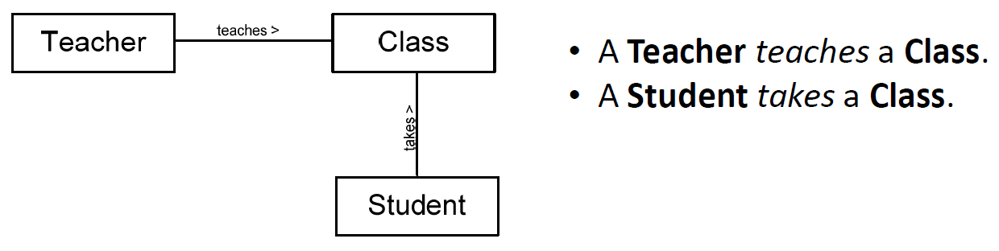 Teacher
teaches >
Class
takes >
Student
• A Teacher teaches a Class.
• A Student takes a Class.